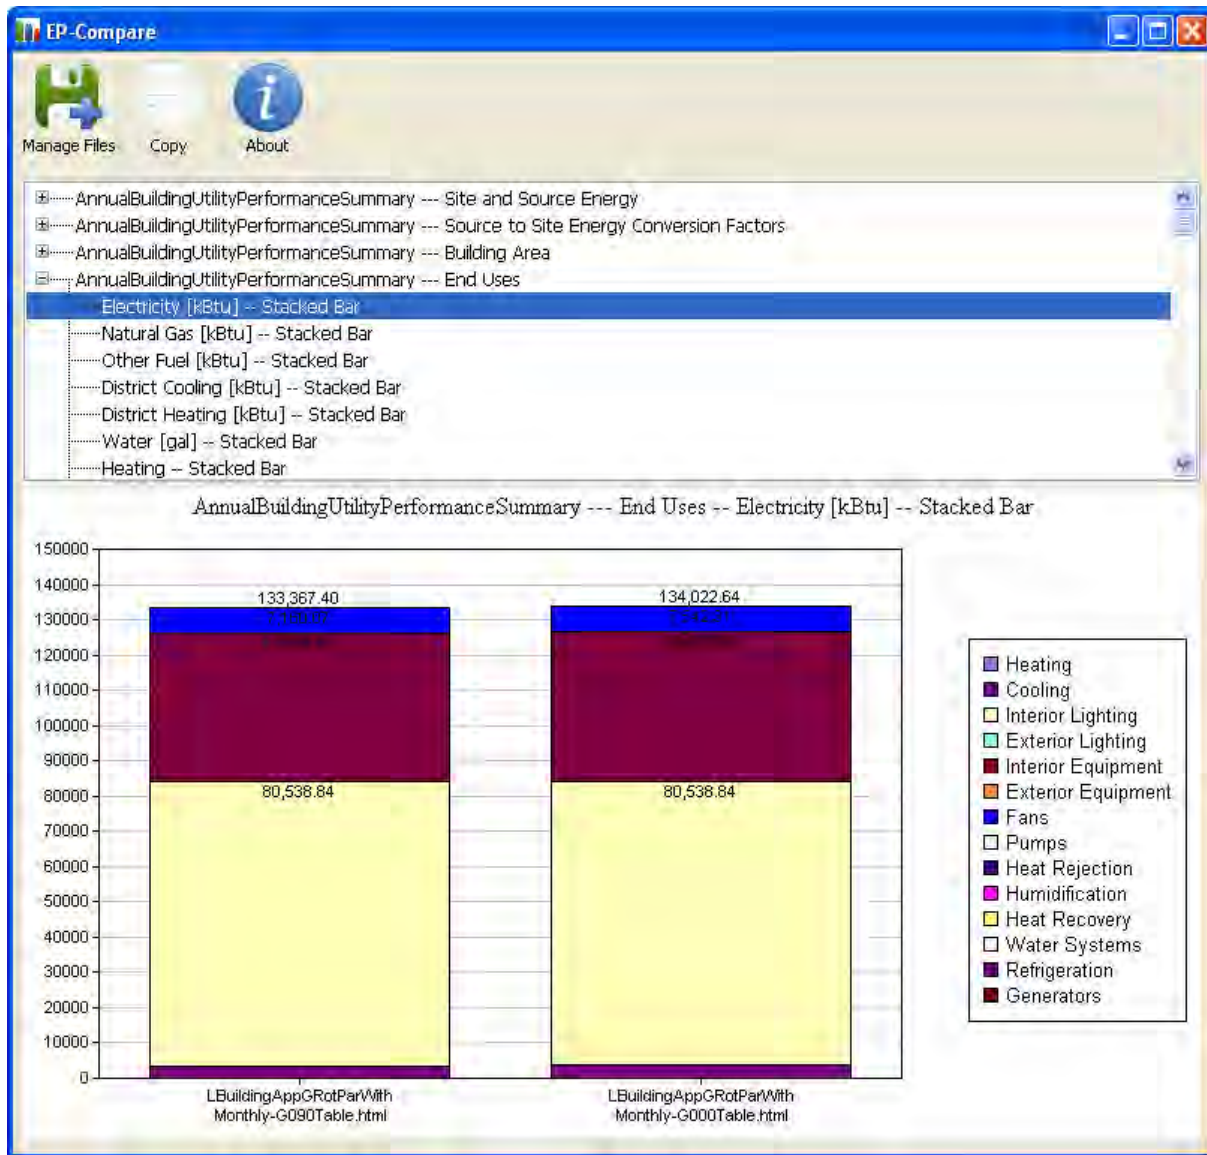 EP-Compare
Manage Files Copy About
AnnualBuildingUtilityPerformanceSummary --- Site and Source Energy
AnnualBuildingUtilityPerformanceSummary --- Source to Site Energy Conversion Factors
AnnualBuildingUtilityPerformanceSummary --- Building Area
AnnualBuildingUtilityPerformanceSummary --- End Uses
Electricity [kBtu] -- Stacked Bar
Natural Gas [kBtu] -- Stacked Bar
Other Fuel [kBtu] -- Stacked Bar
District Cooling [kBtu] -- Stacked Bar
District Heating [kBtu] -- Stacked Bar
Water [gal] -- Stacked Bar
Heating -- Stacked Bar
AnnualBuildingUtilityPerformanceSummary --- End Uses -- Electricity [kBtu] -- Stacked Bar
150000
140000
130000
120000
110000
100000
90000
80000
70000
60000
50000
40000
30000
20000
10000
0
133,367.40
134,022.64
80,538.84
80,538.84
LBuildingAppGRotParWith
Monthly-G090Table.html
LBuildingAppGRotParWith
Monthly-G000Table.html
Heating
Cooling
Interior Lighting
Exterior Lighting
Interior Equipment
Exterior Equipment
Fans
Pumps
Heat Rejection
Humidification
Heat Recovery
Water Systems
Refrigeration
Generators